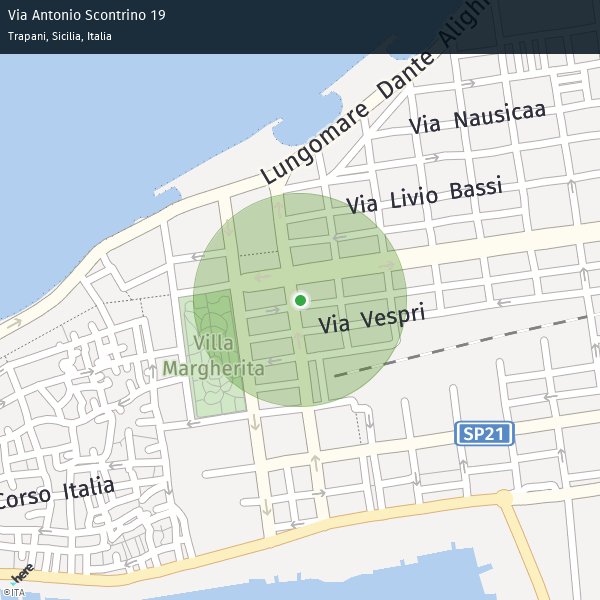 Via Antonio Scontrino 19
Trapani, Sicilia, Italia
Lungomare Dante Aligh
Via Nausicaa
Via Livio Bassi
Via Vespri
Villa
Margherita
SP21
Corso Italia
here
©ITA